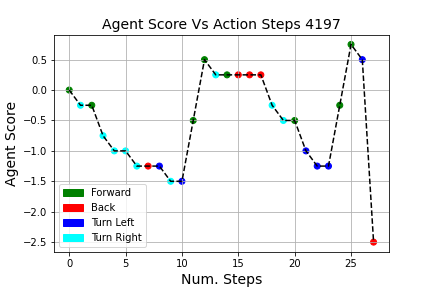 Agent Score Vs Action Steps 4197
Agent Score
0.5
0.0
−0.5
−1.0
−1.5
−2.0
−2.5
Forward
Back
Turn Left
Turn Right
0 5 10 15 20 25
Num. Steps